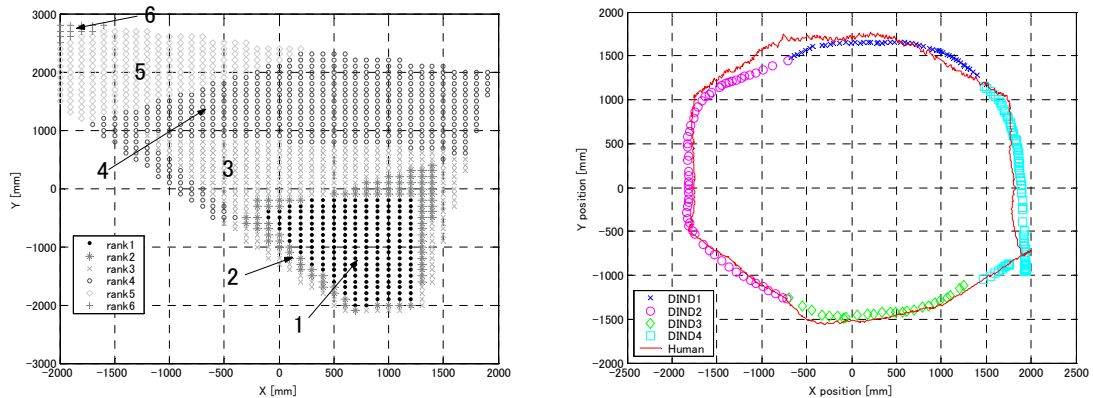 3000
2000
1000
0
-1000
-2000
-3000
-2000 -1500 -1000 -500 0 500 1000 1500 2000
X [mm]
Y [mm]
6
5
4
3
2
1
rank1
rank2
rank3
rank4
rank5
rank6
2000
1500
1000
500
0
-500
-1000
-1500
-2000
-2500 -2000 -1500 -1000 -500 0 500 1000 1500 2000 2500
X position [mm]
Y position [mm]
DIND1
DIND2
DIND3
DIND4
Human